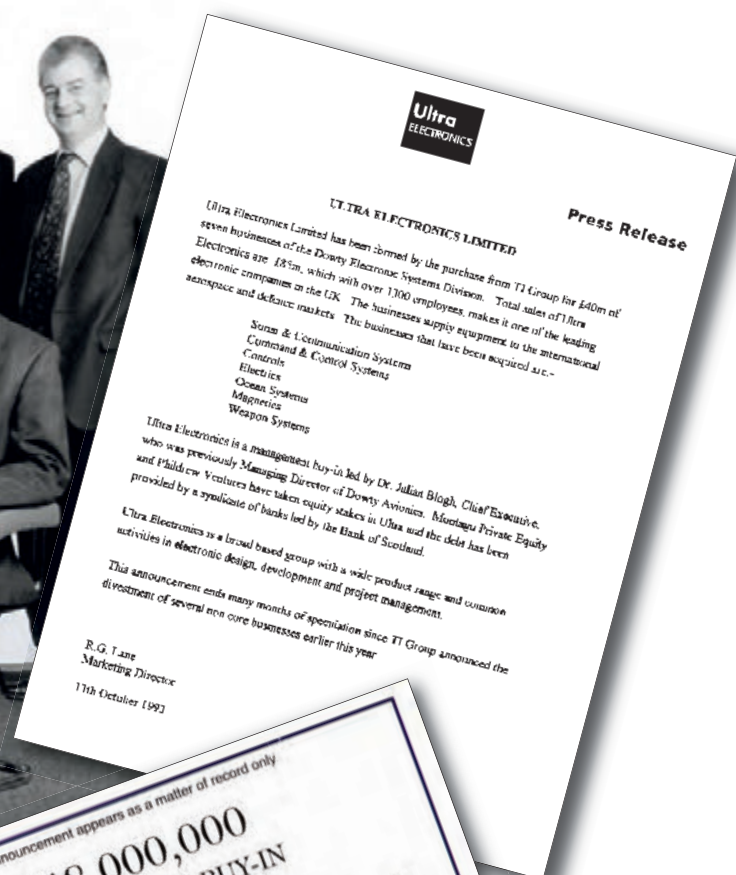 Ultra
ELECTRONICS
Press Release
ULTRA ELECTRONICS LIMITED
Ultra Electronics Limited has been formed by the purchase from TI Group for £40m of
seven businesses of the Dowty Electronic Systems Division. Total sales of Ultra
Electronics are £85m, which with over 1300 employees, makes it one of the leading
electronic companies in the UK. The businesses supply equipment to the international
aerospace and defence markets. The businesses that have been acquired are:-
Sonar & Communication Systems
Command & Control Systems
Controls
Electrics
Ocean Systems
Magnetics
Weapon Systems
Ultra Electronics is a management buy-in led by Dr. Julian Blogh, Chief Executive,
who was previously Managing Director of Dowty Avionics. Montagu Private Equity
and Phildrew Ventures have taken equity stakes in Ultra and the debt has been
provided by a syndicate of banks led by the Bank of Scotland.
Ultra Electronics is a broad based group with a wide product range and common
activities in electronic design, development and project management.
This announcement ends many months of speculation since TI Group announced the
divestment of several non core businesses earlier this year
R.G. Lane
Marketing Director
October 1993
nouncement appears as a matter of record only
000,000
BUY-IN